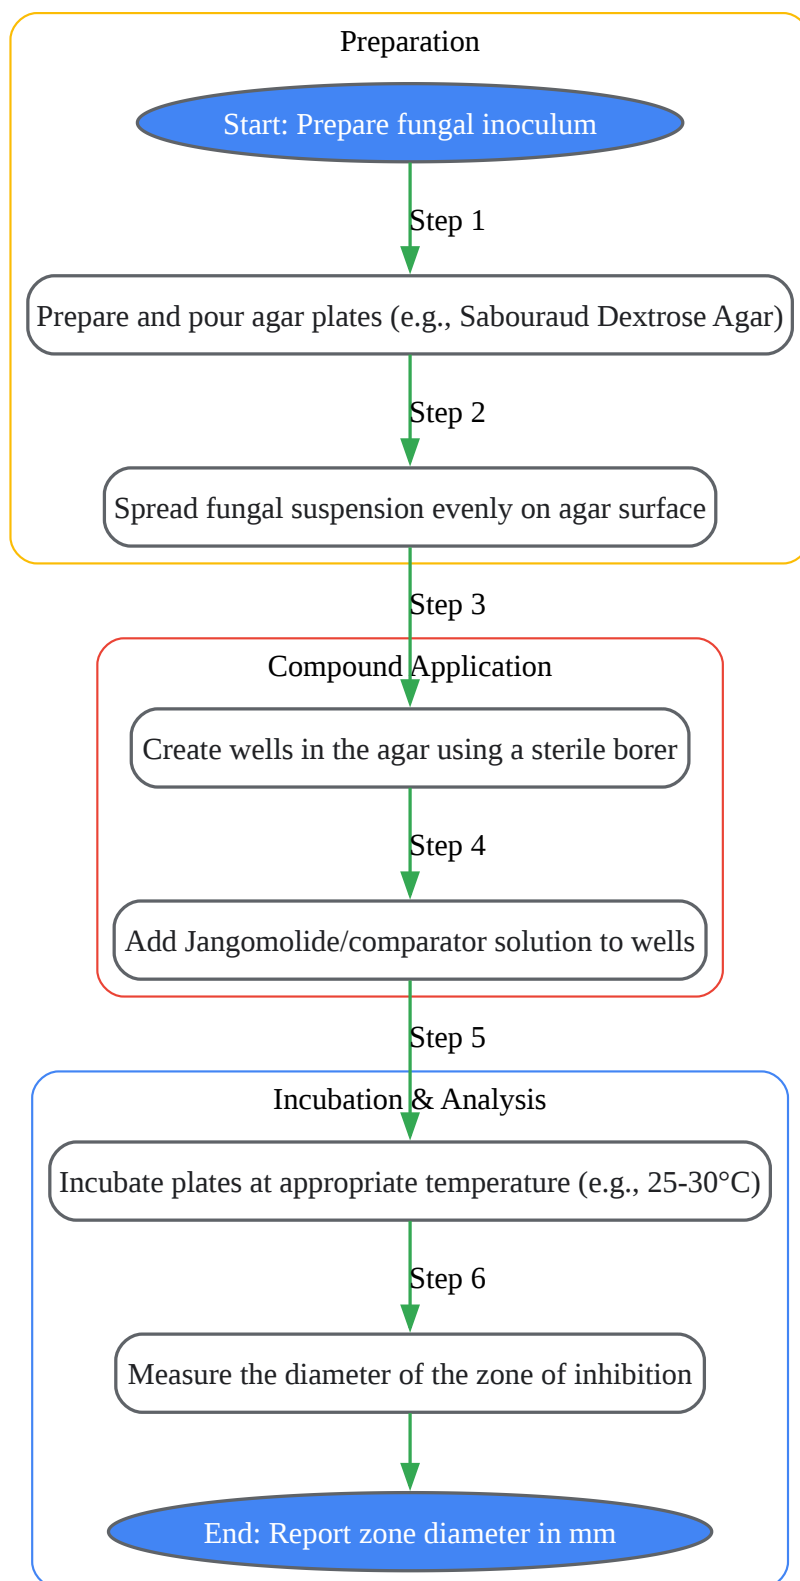 Preparation
Start: Prepare fungal inoculum
Step 1
Prepare and pour agar plates (e.g., Sabouraud Dextrose Agar)
Step 2
Spread fungal suspension evenly on agar surface
Step 3
Compound Application
Create wells in the agar using a sterile borer
Step 4
Add Jangomolide/comparator solution to wells
Step 5
Incubation & Analysis
Incubate plates at appropriate temperature (e.g., 25-30°C)
Step 6
Measure the diameter of the zone of inhibition
End: Report zone diameter in mm